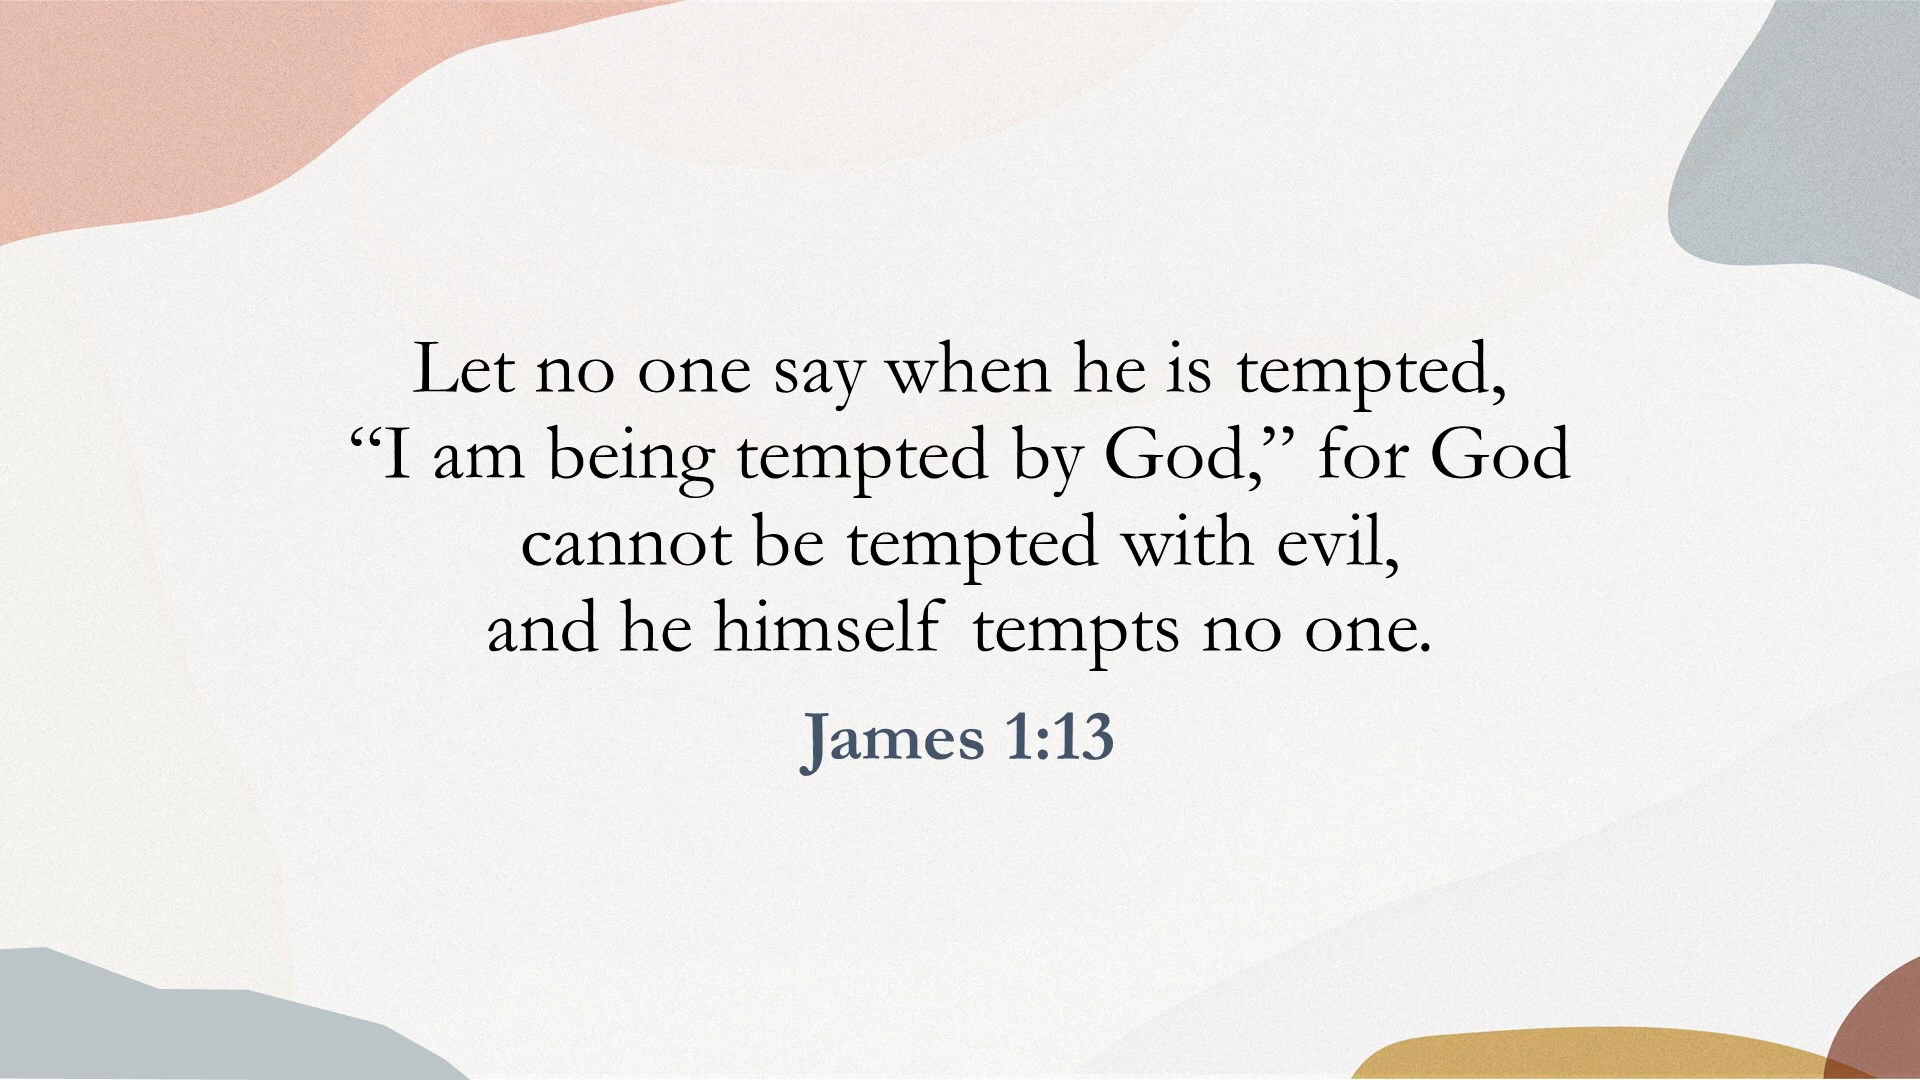 Let no one say when he is tempted,
“I am being tempted by God,” for God
cannot be tempted with evil,
and he himself tempts no one.
James 1:13